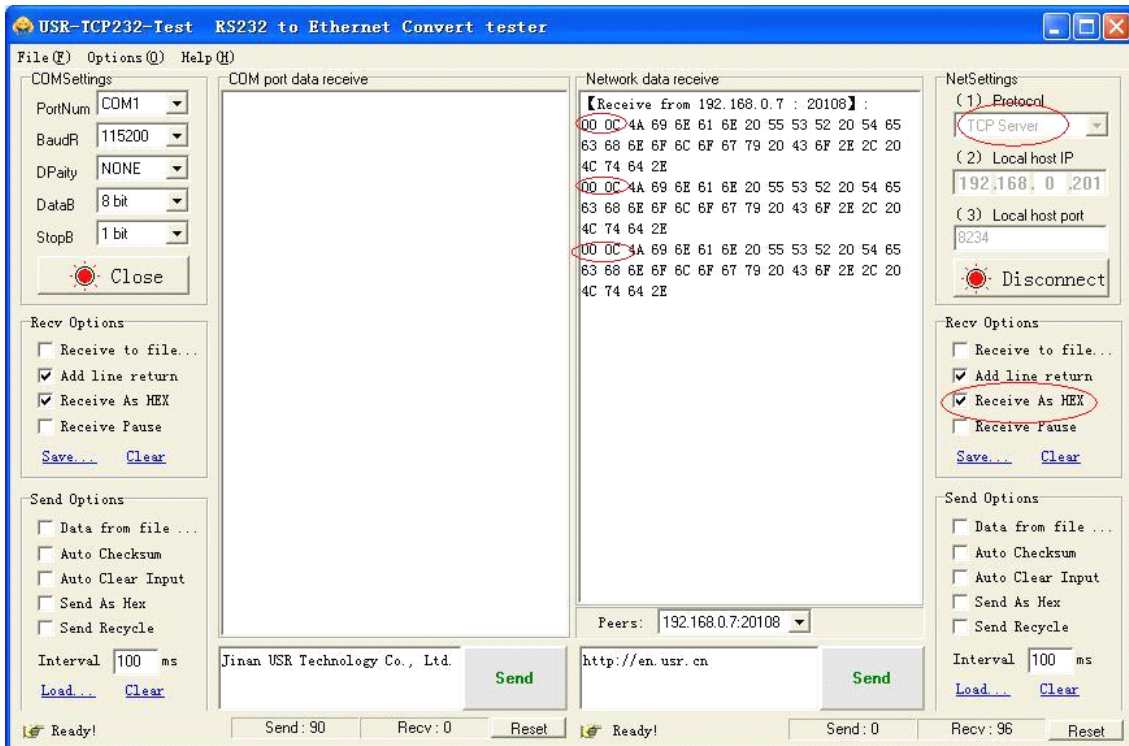 USR-TCP232-Test RS232 to Ethernet Convert tester
File(F) Options(O) Help(H)
COMSettings
PortNum COM1
BaudR 115200
DPaity NONE
DataB 8 bit
StopB 1 bit
Close
Recv Options
Receive to file...
Add line return
Receive As HEX
Receive Pause
Save... Clear
Send Options
Data from file ...
Auto Checksum
Auto Clear Input
Send As Hex
Send Recycle
Interval 100 ms
Load... Clear
Ready!
COM port data receive
Jinan USR Technology Co., Ltd.
Send
Send : 90 Recv : 0 Reset
Network data receive
【Receive from 192.168.0.7 : 20108】:
00 0C 4A 69 6E 61 6E 20 55 53 52 20 54 65
63 68 6E 6F 6C 6F 67 79 20 43 6F 2E 2C 20
4C 74 64 2E
00 0C 4A 69 6E 61 6E 20 55 53 52 20 54 65
63 68 6E 6F 6C 6F 67 79 20 43 6F 2E 2C 20
4C 74 64 2E
00 0C 4A 69 6E 61 6E 20 55 53 52 20 54 65
63 68 6E 6F 6C 6F 67 79 20 43 6F 2E 2C 20
4C 74 64 2E
Peers: 192.168.0.7:20108
http://en.usr.cn
Send
Ready!
Send : 0 Recv : 96 Reset
NetSettings
(1) Protocol
TCP Server
(2) Local host IP
192 .168 . 0 .201
(3) Local host port
8234
Disconnect
Recv Options
Receive to file...
Add line return
Receive As HEX
Receive Pause
Save... Clear
Send Options
Data from file ...
Auto Checksum
Auto Clear Input
Send As Hex
Send Recycle
Interval 100 ms
Load... Clear